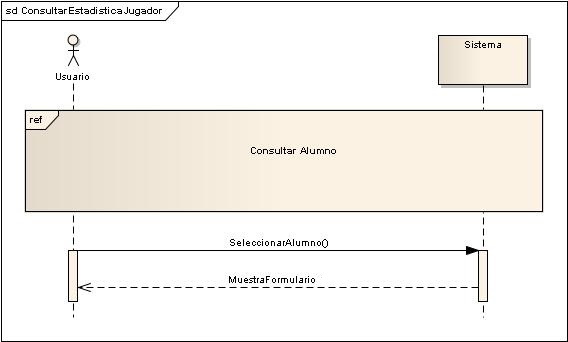 sd ConsultarEstadisticaJugador
Usuario
Sistema
ref
Consultar Alumno
SeleccionarAlumno()
MuestraFormulario